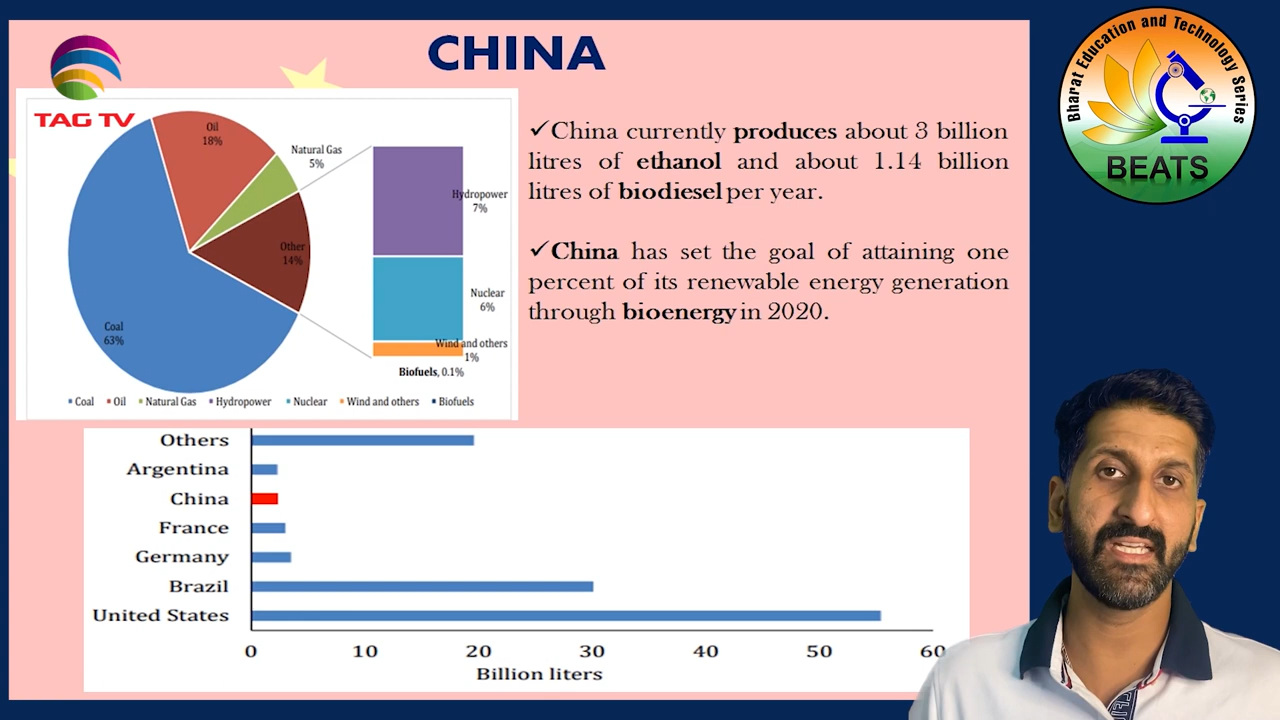 CHINA
TAG TV
Bharat Education and Technology Series
BEATS
Oil
18%
Natural Gas
5%
Other
14%
Coal
63%
Hydropower
7%
Nuclear
6%
Wind and others
1%
Biofuels, 0.1%
Coal Oil Natural Gas Hydropower Nuclear Wind and others Biofuels
✓China currently produces about 3 billion
litres of ethanol and about 1.14 billion
litres of biodiesel per year.
✓China has set the goal of attaining one
percent of its renewable energy generation
through bioenergy in 2020.
Others
Argentina
China
France
Germany
Brazil
United States
0 10 20 30 40 50 60
Billion liters